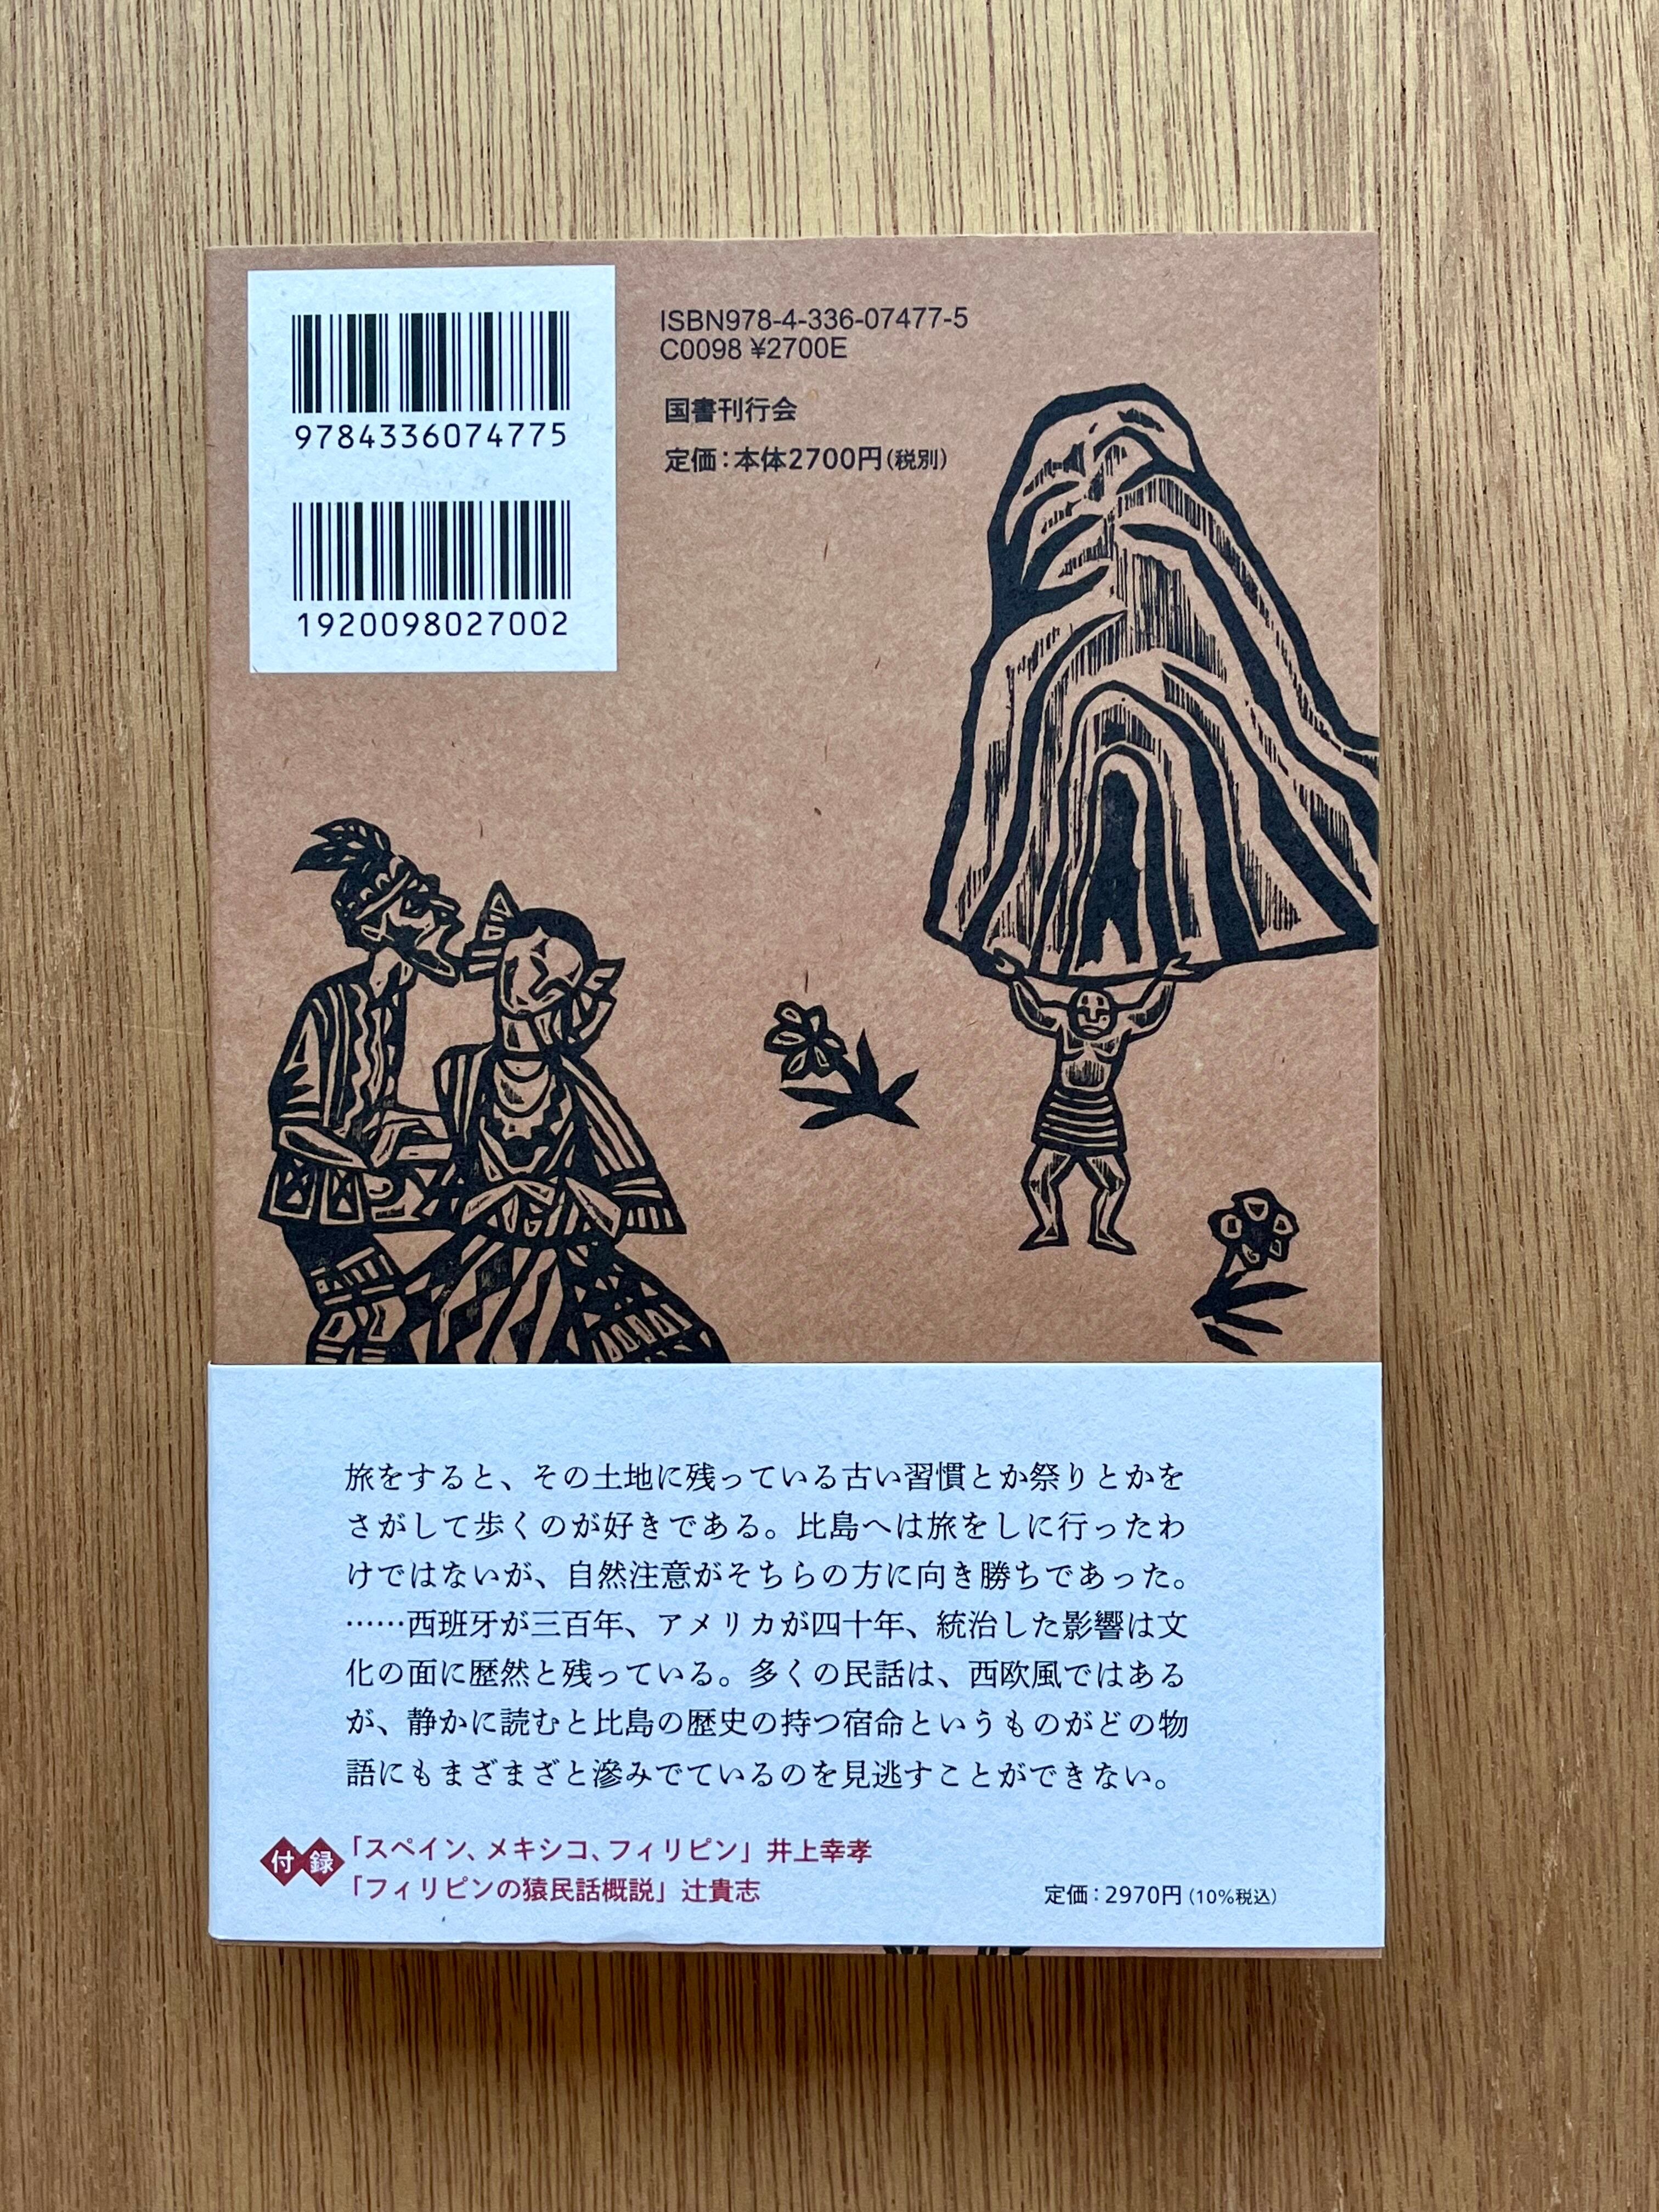 9784336074775
1920098027002
ISBN978-4-336-07477-5
C0098 ¥2700E
国書刊行会
定価：本体2700円（税別）
旅をすると、その土地に残っている古い習慣とか祭りとかを
さがして歩くのが好きである。比島へは旅をしに行ったわ
けではないが、自然注意がそちらの方に向き勝ちであった。
……西班牙が三百年、アメリカが四十年、統治した影響は文
化の面に歴然と残っている。多くの民話は、西欧風ではある
が、静かに読むと比島の歴史の持つ宿命というものがどの物
語にもまざまざと滲みでているのを見逃すことができない。
付録「スペイン、メキシコ、フィリピン」井上幸孝
「フィリピンの猿民話概説」辻貴志
定価：2970円（10%税込）